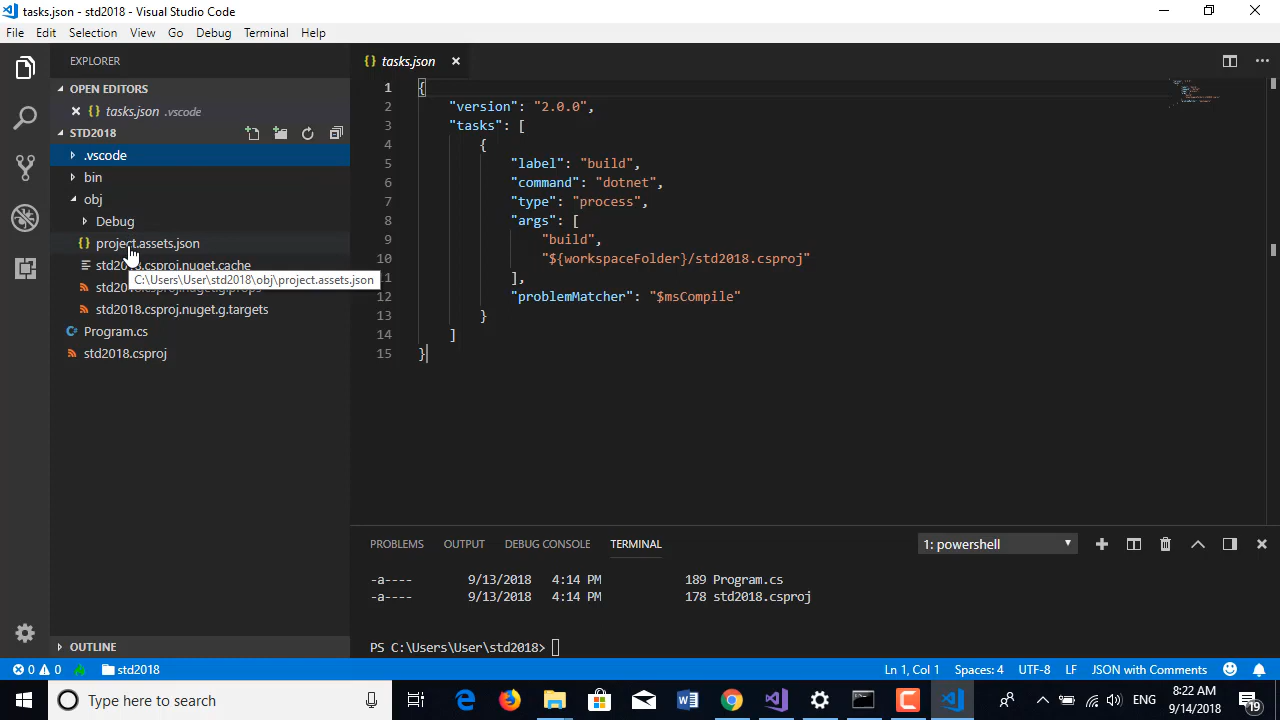 tasks.json - std2018 - Visual Studio Code
File Edit Selection View Go Debug Terminal Help
EXPLORER
OPEN EDITORS
{} tasks.json .vscode
STD2018
.vscode
bin
obj
Debug
{} project.assets.json
std2018.csproj.nuget.cache
C:\Users\User\std2018\obj\project.assets.json
std2018.csproj.nuget.g.targets
C# Program.cs
std2018.csproj
OUTLINE
{} tasks.json
1 {
2 "version": "2.0.0",
3 "tasks": [
4 {
5 "label": "build",
6 "command": "dotnet",
7 "type": "process",
8 "args": [
9 "build",
10 "${workspaceFolder}/std2018.csproj"
11 ],
12 "problemMatcher": "$msCompile"
13 }
14 ]
15 }
PROBLEMS OUTPUT DEBUG CONSOLE TERMINAL
1: powershell
-a---- 9/13/2018 4:14 PM 189 Program.cs
-a---- 9/13/2018 4:14 PM 178 std2018.csproj
PS C:\Users\User\std2018>
0 0 std2018 Ln 1, Col 1 Spaces: 4 UTF-8 LF JSON with Comments
Type here to search
ENG
8:22 AM
9/14/2018
19